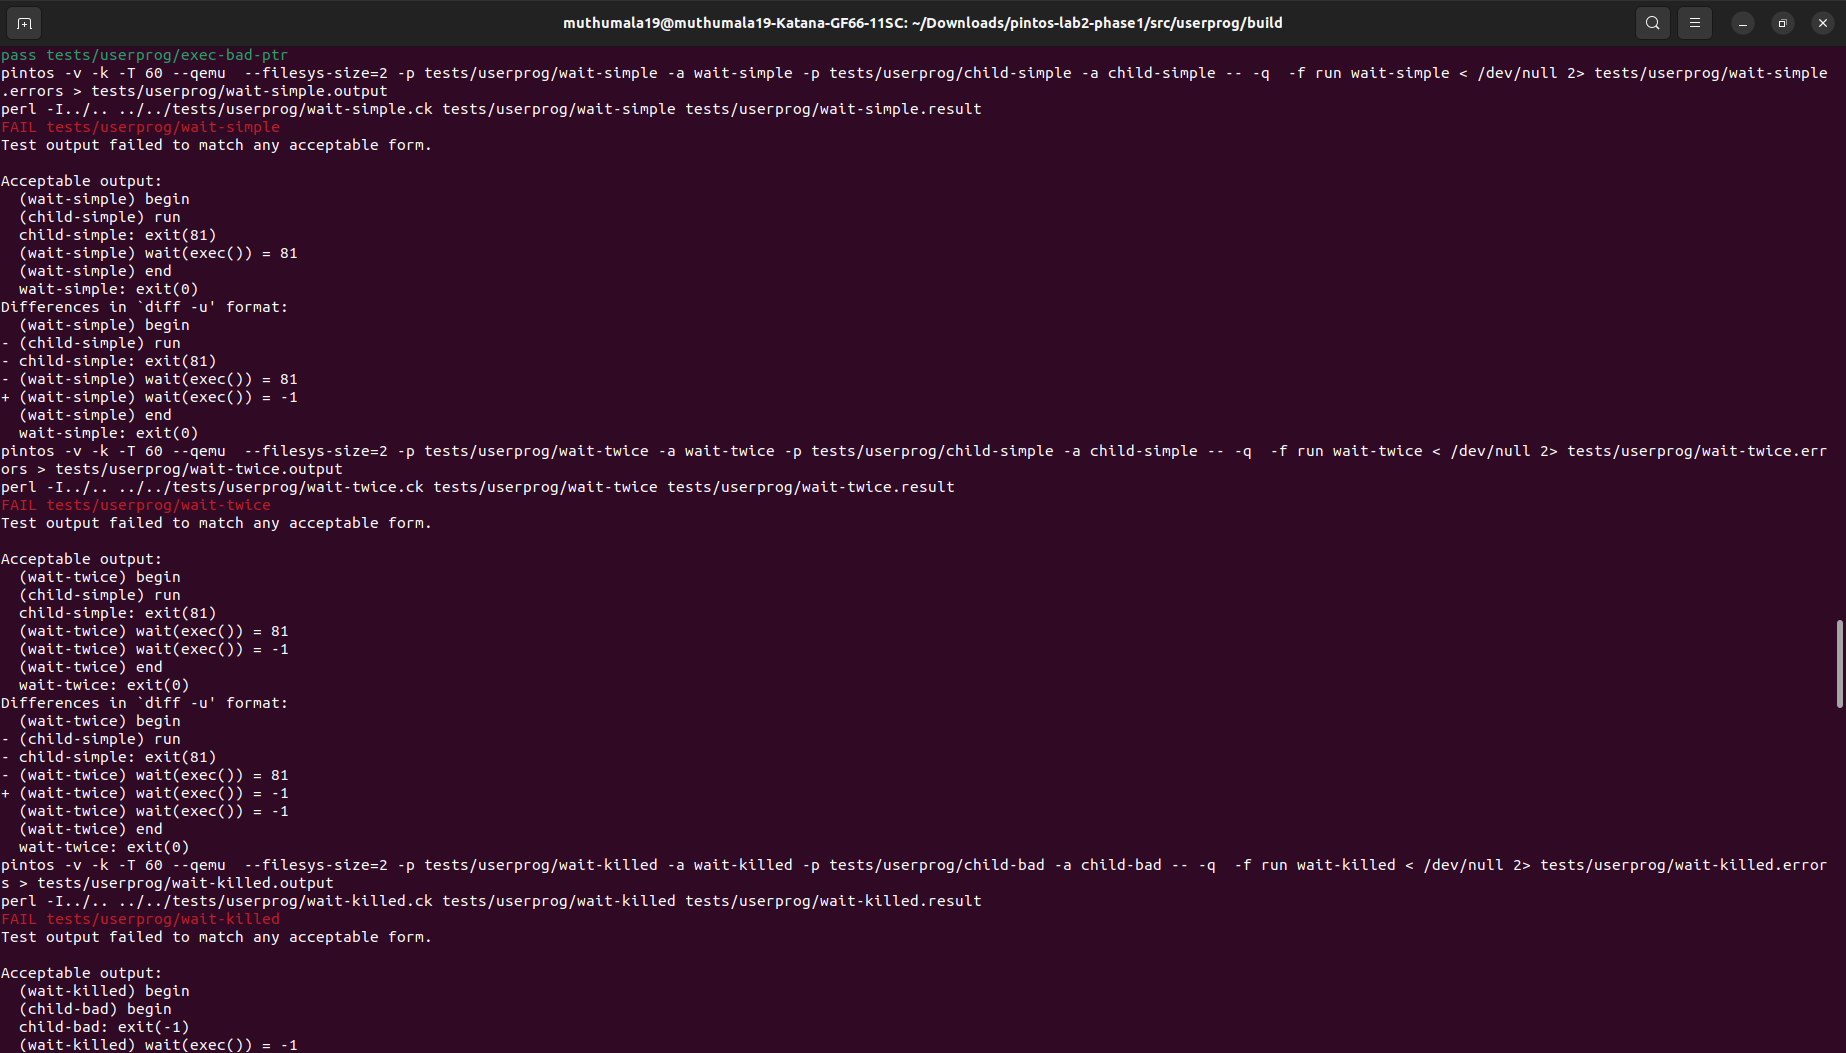 muthumala19@muthumala19-Katana-GF66-11SC: ~/Downloads/pintos-lab2-phase1/src/userprog/build
pass tests/userprog/exec-bad-ptr
pintos -v -k -T 60 --qemu  --filesys-size=2 -p tests/userprog/wait-simple -a wait-simple -p tests/userprog/child-simple -a child-simple -- -q  -f run wait-simple < /dev/null 2> tests/userprog/wait-simple
.errors > tests/userprog/wait-simple.output
perl -I../.. ../../tests/userprog/wait-simple.ck tests/userprog/wait-simple tests/userprog/wait-simple.result
FAIL tests/userprog/wait-simple
Test output failed to match any acceptable form.

Acceptable output:
  (wait-simple) begin
  (child-simple) run
  child-simple: exit(81)
  (wait-simple) wait(exec()) = 81
  (wait-simple) end
  wait-simple: exit(0)
Differences in `diff -u' format:
  (wait-simple) begin
- (child-simple) run
- child-simple: exit(81)
- (wait-simple) wait(exec()) = 81
+ (wait-simple) wait(exec()) = -1
  (wait-simple) end
  wait-simple: exit(0)
pintos -v -k -T 60 --qemu  --filesys-size=2 -p tests/userprog/wait-twice -a wait-twice -p tests/userprog/child-simple -a child-simple -- -q  -f run wait-twice < /dev/null 2> tests/userprog/wait-twice.err
ors > tests/userprog/wait-twice.output
perl -I../.. ../../tests/userprog/wait-twice.ck tests/userprog/wait-twice tests/userprog/wait-twice.result
FAIL tests/userprog/wait-twice
Test output failed to match any acceptable form.

Acceptable output:
  (wait-twice) begin
  (child-simple) run
  child-simple: exit(81)
  (wait-twice) wait(exec()) = 81
  (wait-twice) wait(exec()) = -1
  (wait-twice) end
  wait-twice: exit(0)
Differences in `diff -u' format:
  (wait-twice) begin
- (child-simple) run
- child-simple: exit(81)
- (wait-twice) wait(exec()) = 81
+ (wait-twice) wait(exec()) = -1
  (wait-twice) wait(exec()) = -1
  (wait-twice) end
  wait-twice: exit(0)
pintos -v -k -T 60 --qemu  --filesys-size=2 -p tests/userprog/wait-killed -a wait-killed -p tests/userprog/child-bad -a child-bad -- -q  -f run wait-killed < /dev/null 2> tests/userprog/wait-killed.error
s > tests/userprog/wait-killed.output
perl -I../.. ../../tests/userprog/wait-killed.ck tests/userprog/wait-killed tests/userprog/wait-killed.result
FAIL tests/userprog/wait-killed
Test output failed to match any acceptable form.

Acceptable output:
  (wait-killed) begin
  (child-bad) begin
  child-bad: exit(-1)
  (wait-killed) wait(exec()) = -1